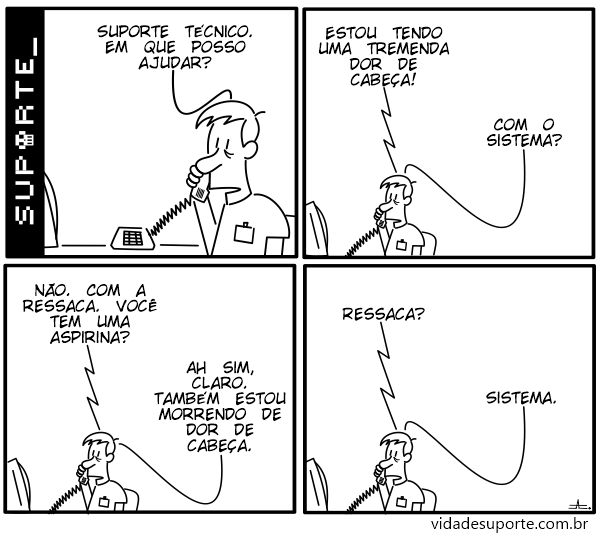 SUPORTE_
SUPORTE TÉCNICO.
EM QUE POSSO
AJUDAR?
ESTOU TENDO
UMA TREMENDA
DOR DE
CABEÇA!
COM O
SISTEMA?
NÃO. COM A
RESSACA. VOCÊ
TEM UMA
ASPIRINA?
AH SIM,
CLARO.
TAMBÉM ESTOU
MORRENDO DE
DOR DE
CABEÇA.
RESSACA?
SISTEMA.
vidadesuporte.com.br